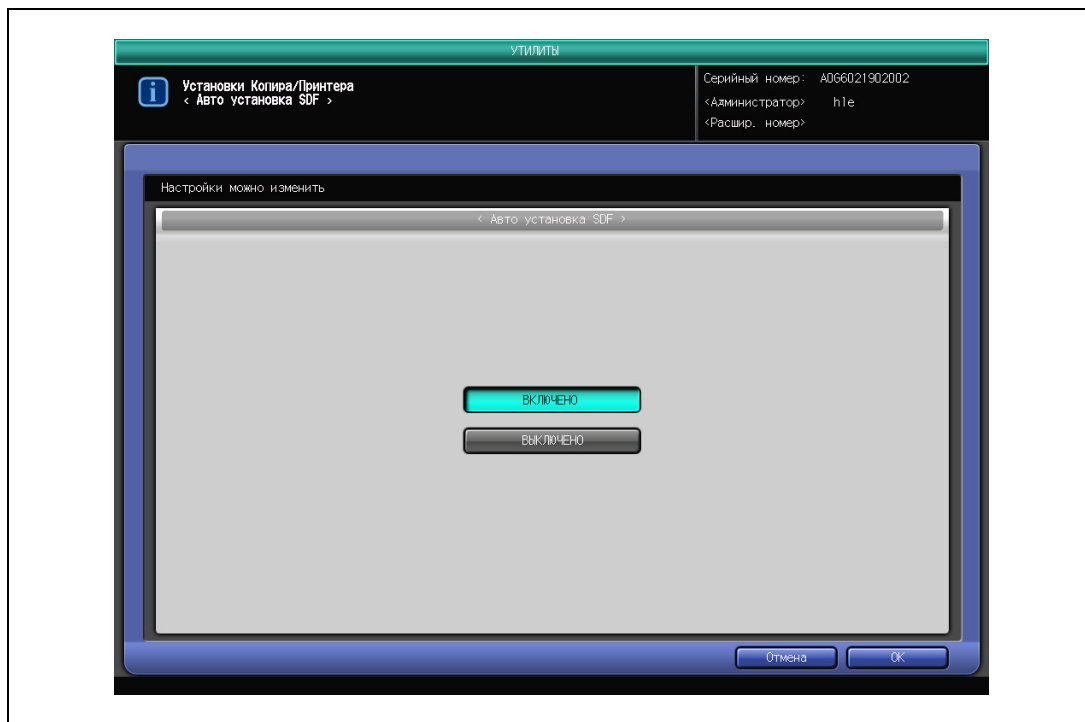 УТИЛИТЫ
Установки Копира/Принтера
< Авто установка SDF >
Серийный номер: A0G6021902002
<Администратор> hle
<Расшир. номер>
Настройки можно изменить
< Авто установка SDF >
ВКЛЮЧЕНО
ВЫКЛЮЧЕНО
Отмена
OK